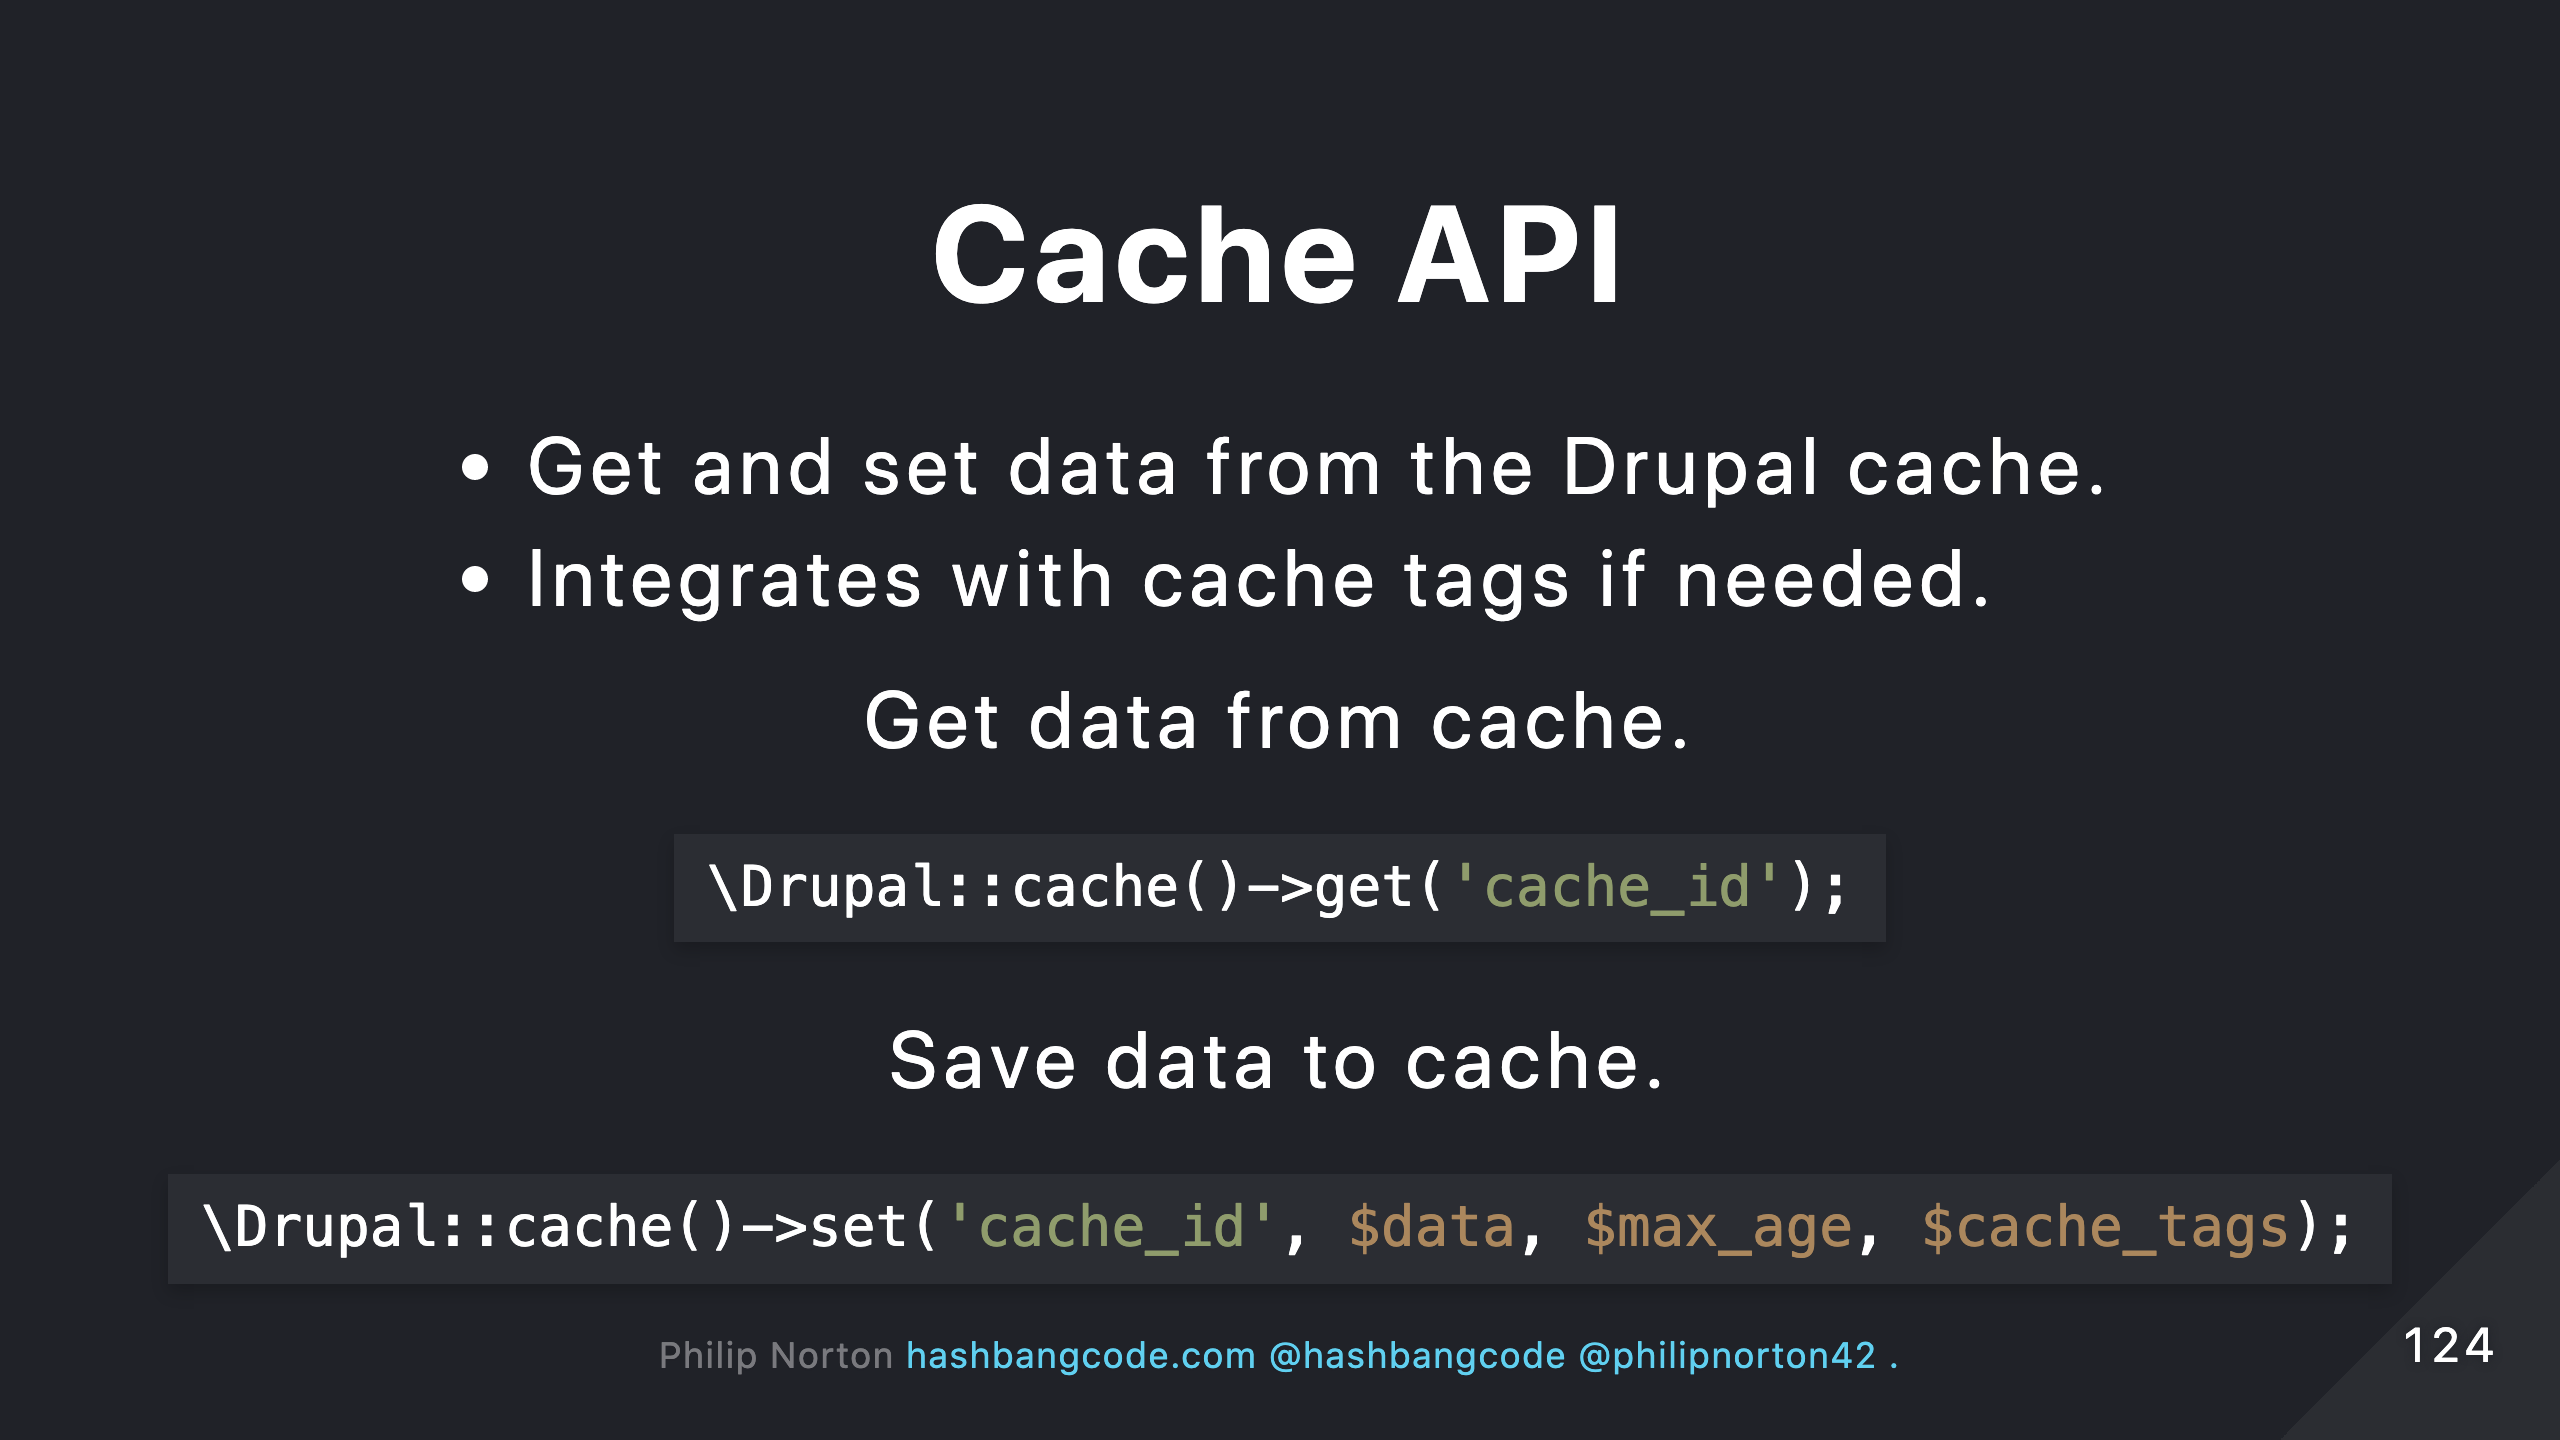 Cache API
• Get and set data from the Drupal cache.
• Integrates with cache tags if needed.
Get data from cache.
\Drupal::cache()->get('cache_id');
Save data to cache.
\Drupal::cache()->set('cache_id', $data, $max_age, $cache_tags);
Philip Norton hashbangcode.com @hashbangcode @philipnorton42 .
124